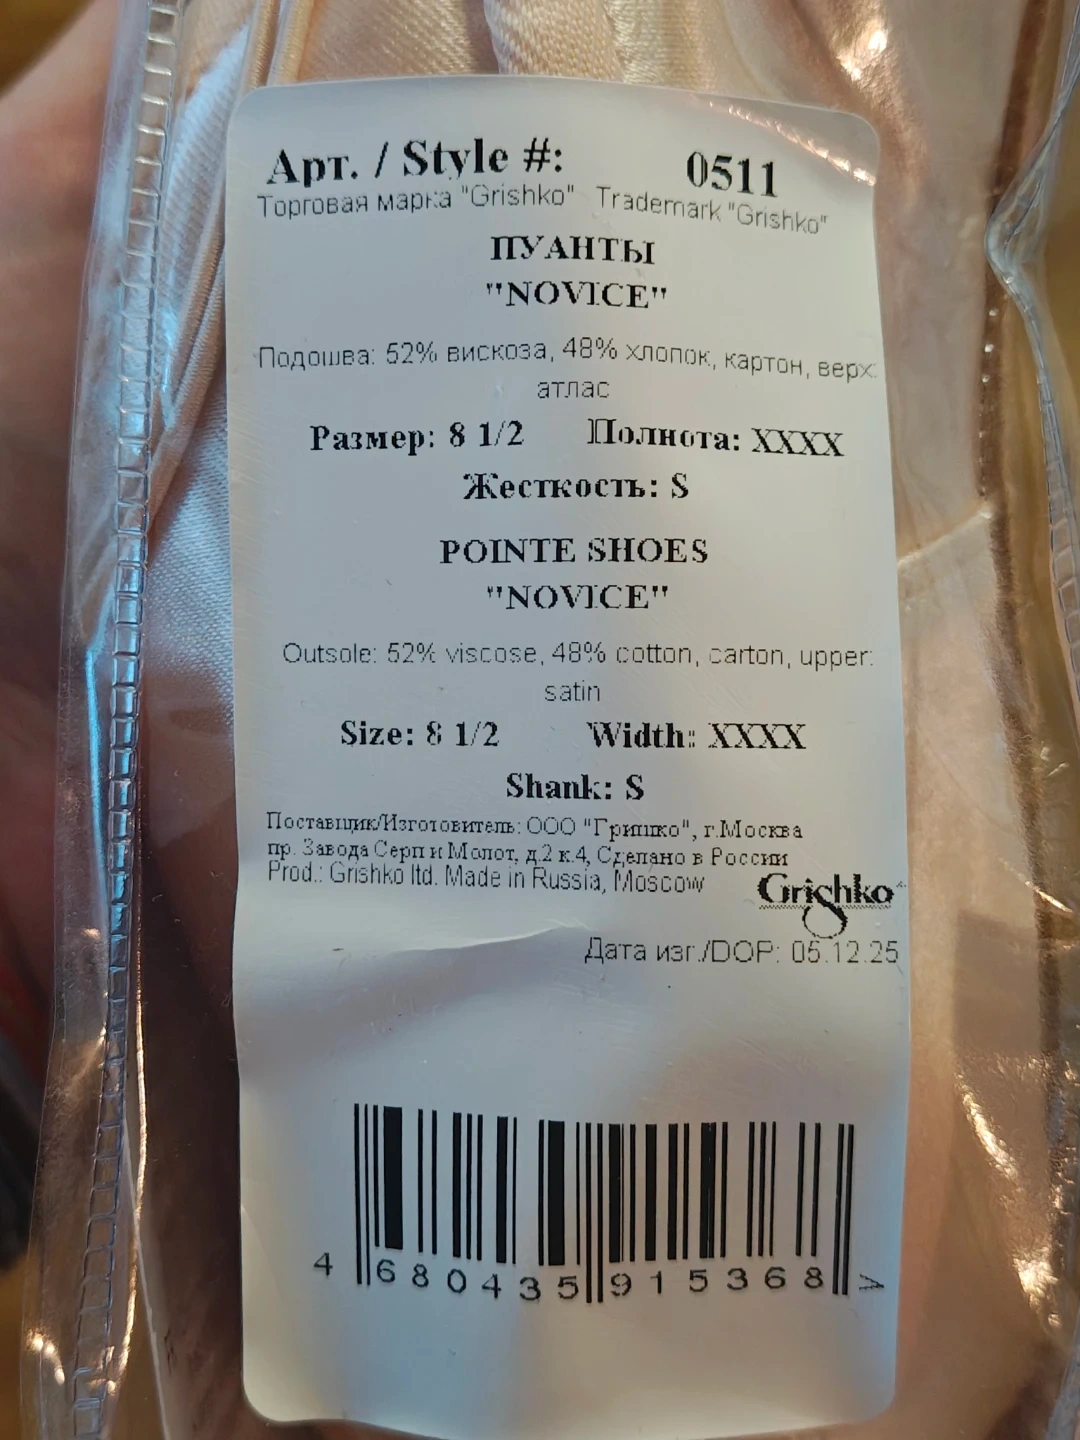 Арт. / Style #: 0511
Торговая марка "Grishko" Trademark "Grishko"
ПУАНТЫ
"NOVICE"
Подошва: 52% вискоза, 48% хлопок, картон, верх:
атлас
Размер: 8 1/2 Полнота: XXXX
Жесткость: S
POINTE SHOES
"NOVICE"
Outsole: 52% viscose, 48% cotton, carton, upper:
satin
Size: 8 1/2 Width: XXXX
Shank: S
Поставщик/Изготовитель: ООО "Гришко", г.Москва
пр. Завода Серп и Молот, д.2 к.4, Сделано в России
Prod.: Grishko ltd. Made in Russia, Moscow
Grishko
Дата изг./DOP: 05.12.25
4 680435 915368 >